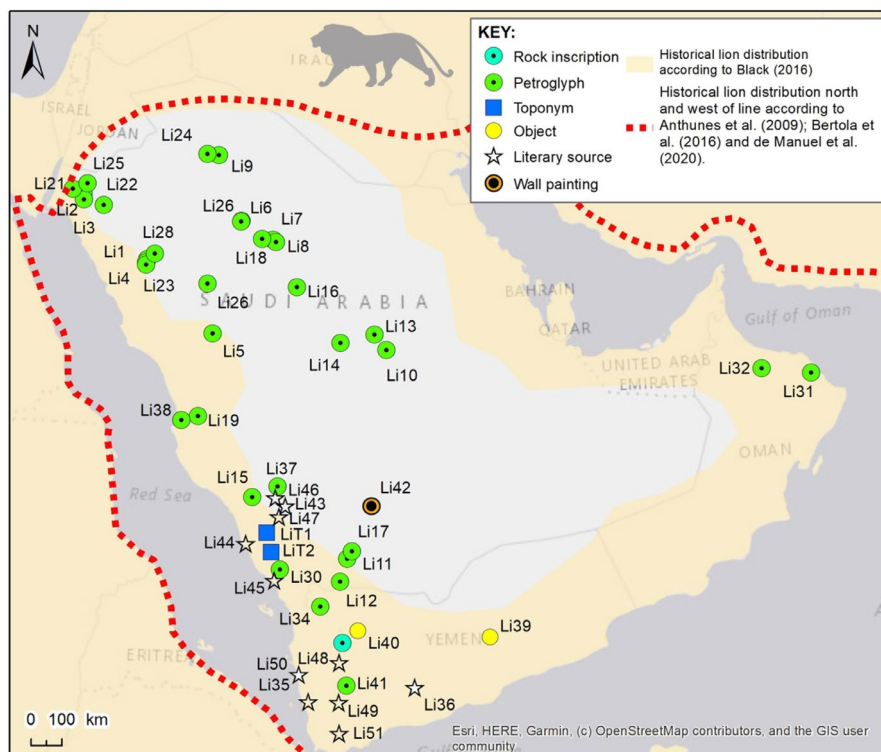 N
KEY:
Rock inscription
Petroglyph
Toponym
Object
Literary source
Wall painting
Historical lion distribution
according to Black (2016)
Historical lion distribution north
and west of line according to
Anthunes et al. (2009); Bertola et
al. (2016) and de Manuel et al.
(2020).
IRAQ
ISRAEL
JORDAN
Li24
Li9
Li25
Li21
Li22
Li2
Li3
Li26
Li6
Li7
Li18
Li8
Li28
Li1
Li4
Li23
Li26
Li16
SAUDI ARABIA
BAHRAIN
QATAR
Gulf of Oman
Li13
Li5
Li14
Li10
UNITED ARAB
EMIRATES
Li32
Li31
Li38
Li19
OMAN
Red Sea
Li37
Li15
Li46
Li43
Li42
Li47
LiT1
Li44
LiT2
Li17
Li11
Li30
Li45
Li12
Li34
Li39
Li40
YEMEN
ERITREA
Li50
Li48
Li35
Li41
Li36
Li49
Li51
0 100 km
Esri, HERE, Garmin, (c) OpenStreetMap contributors, and the GIS user
community